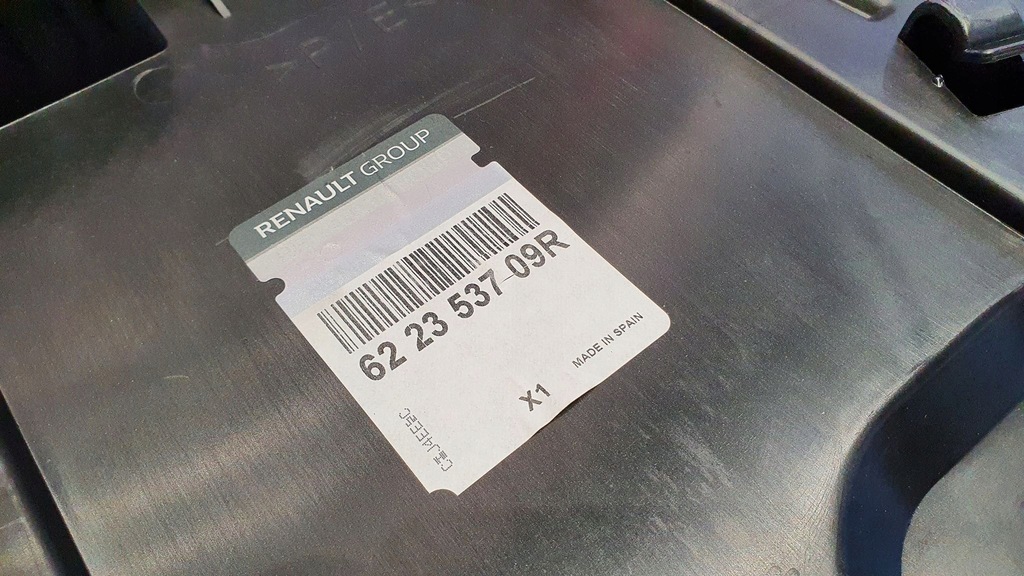 RENAULT GROUP
62 23 537 09R
X1
MADE IN SPAIN